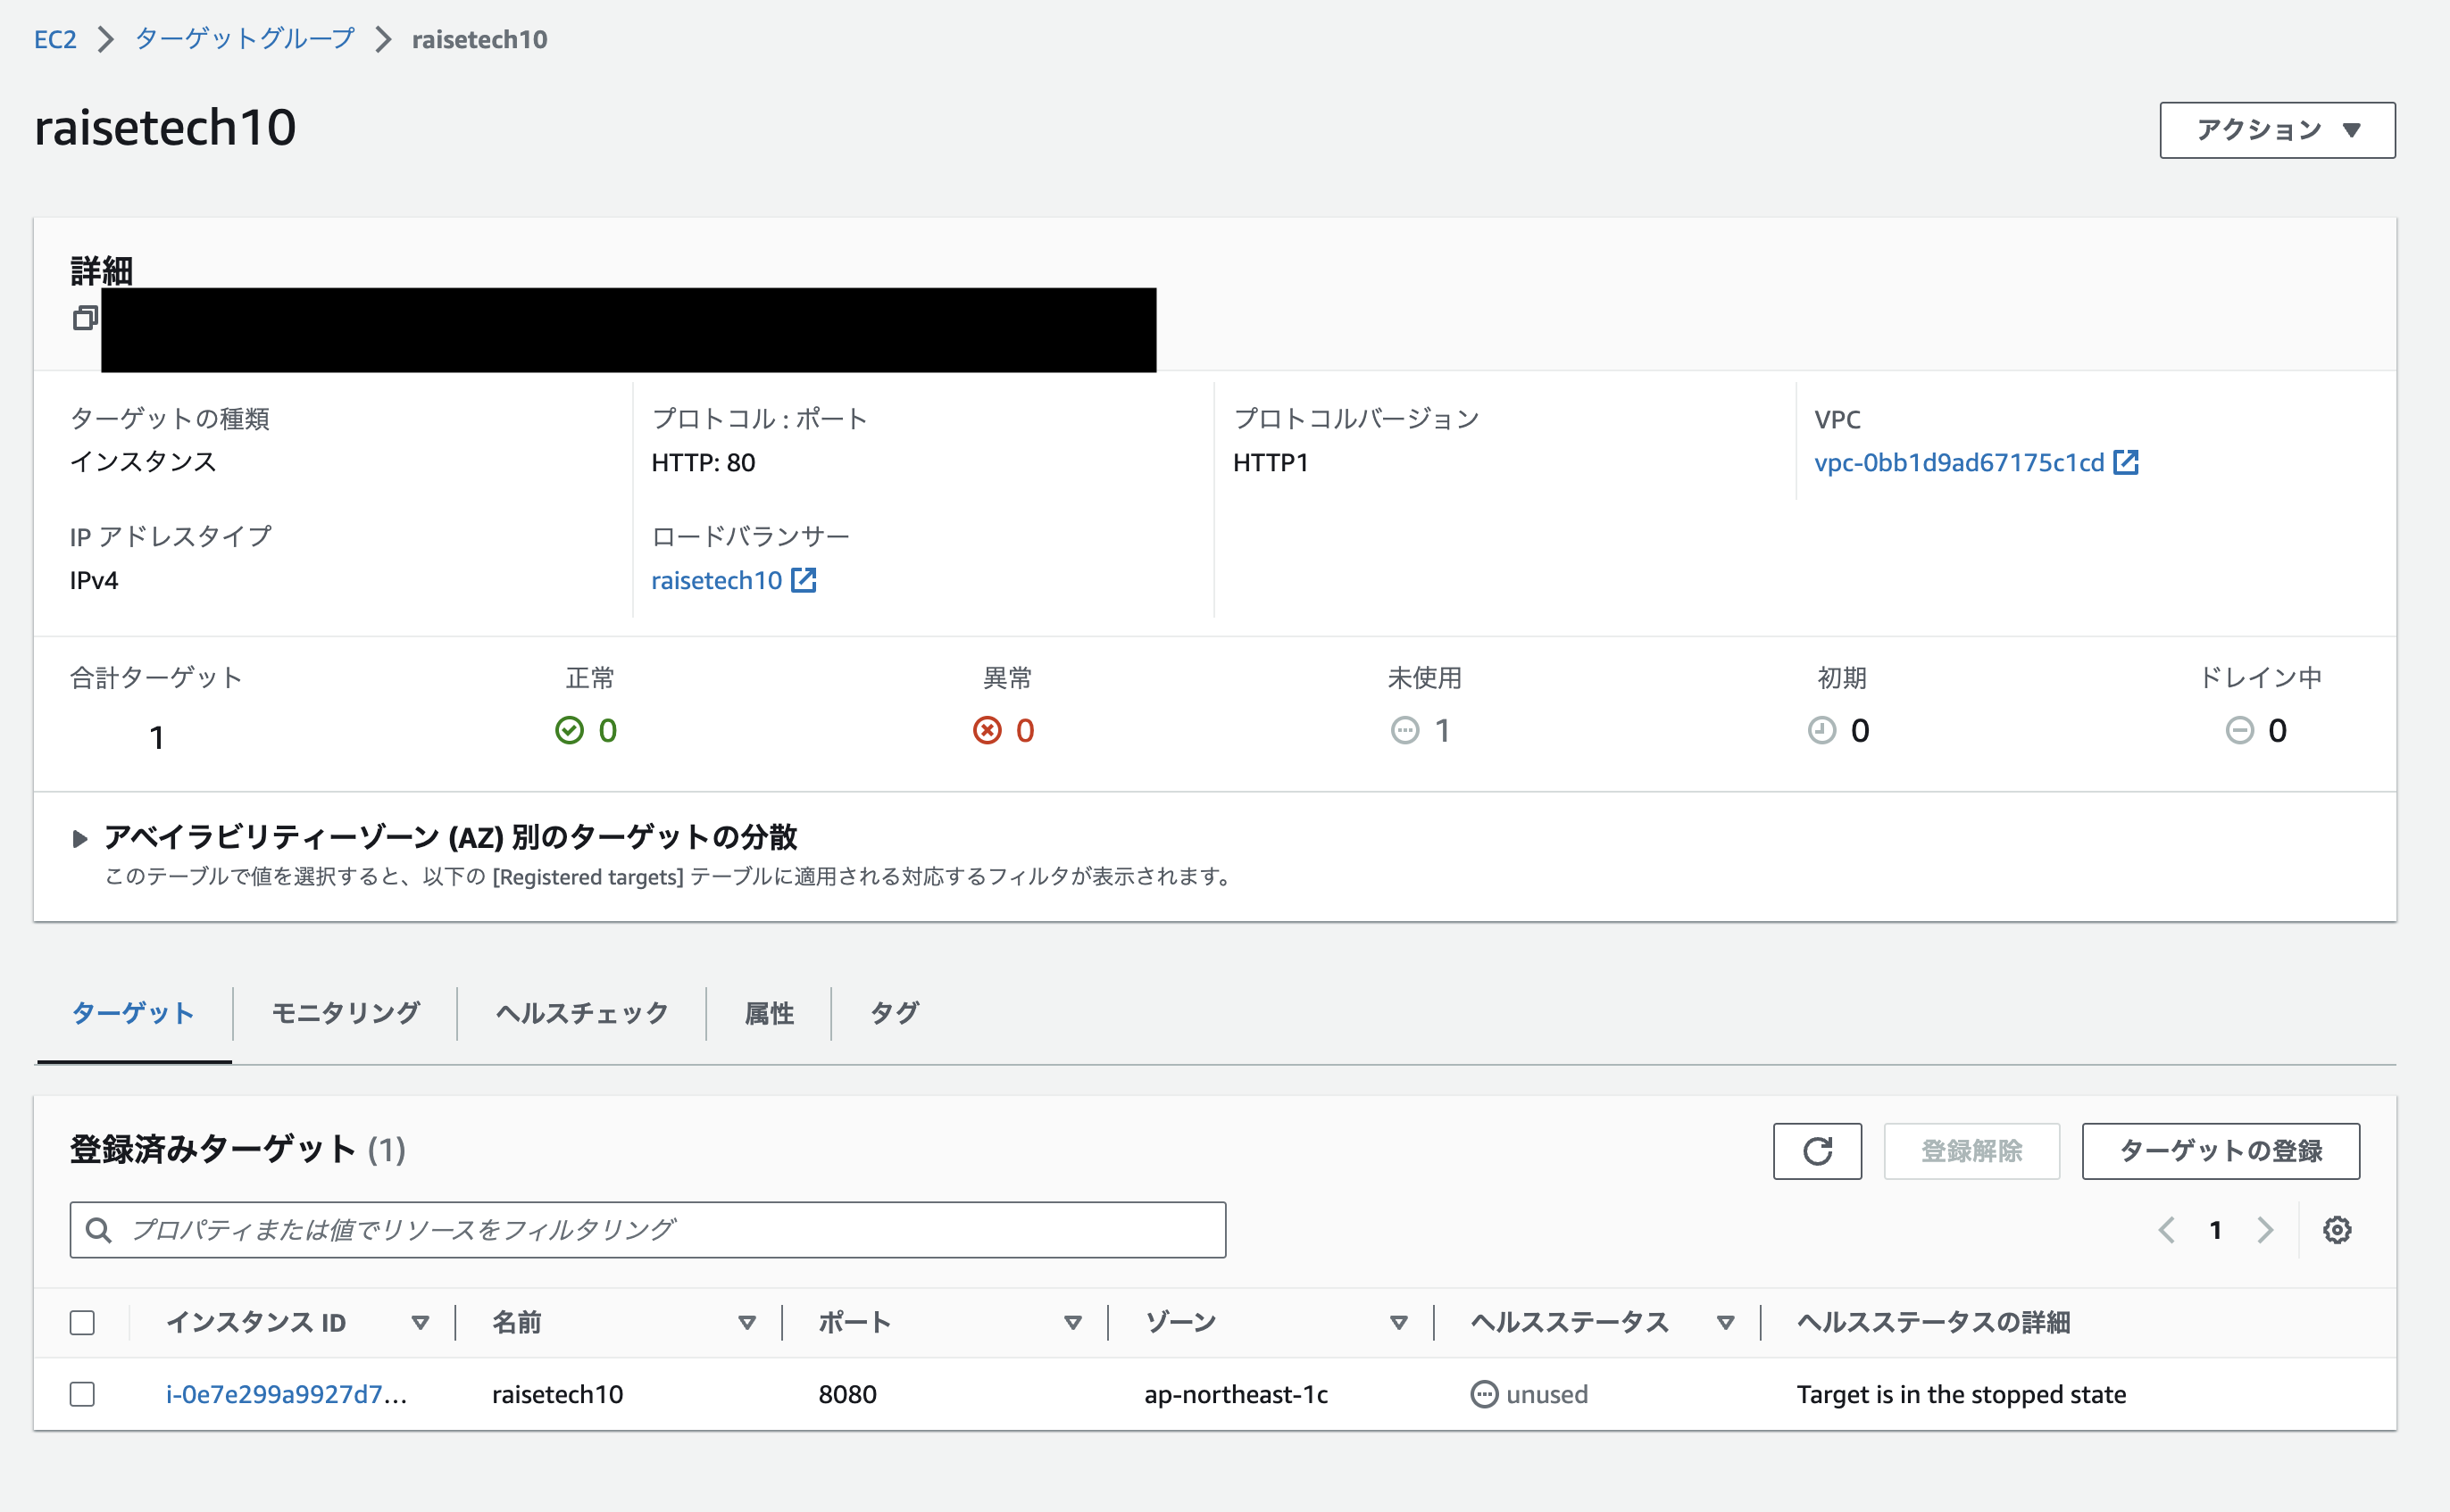 EC2 ターゲットグループ raisetech10
raisetech10
アクション
詳細
ターゲットの種類
インスタンス
プロトコル : ポート
HTTP: 80
プロトコルバージョン
HTTP1
VPC
vpc-0bb1d9ad67175c1cd
IP アドレスタイプ
IPv4
ロードバランサー
raisetech10
合計ターゲット
1
正常
0
異常
0
未使用
1
初期
0
ドレイン中
0
アベイラビリティーゾーン (AZ) 別のターゲットの分散
このテーブルで値を選択すると、以下の [Registered targets] テーブルに適用される対応するフィルタが表示されます。
ターゲット モニタリング ヘルスチェック 属性 タグ
登録済みターゲット (1)
登録解除 ターゲットの登録
プロパティまたは値でリソースをフィルタリング
1
インスタンス ID 名前 ポート ゾーン ヘルスステータス ヘルスステータスの詳細
i-0e7e299a9927d7... raisetech10 8080 ap-northeast-1c unused Target is in the stopped state